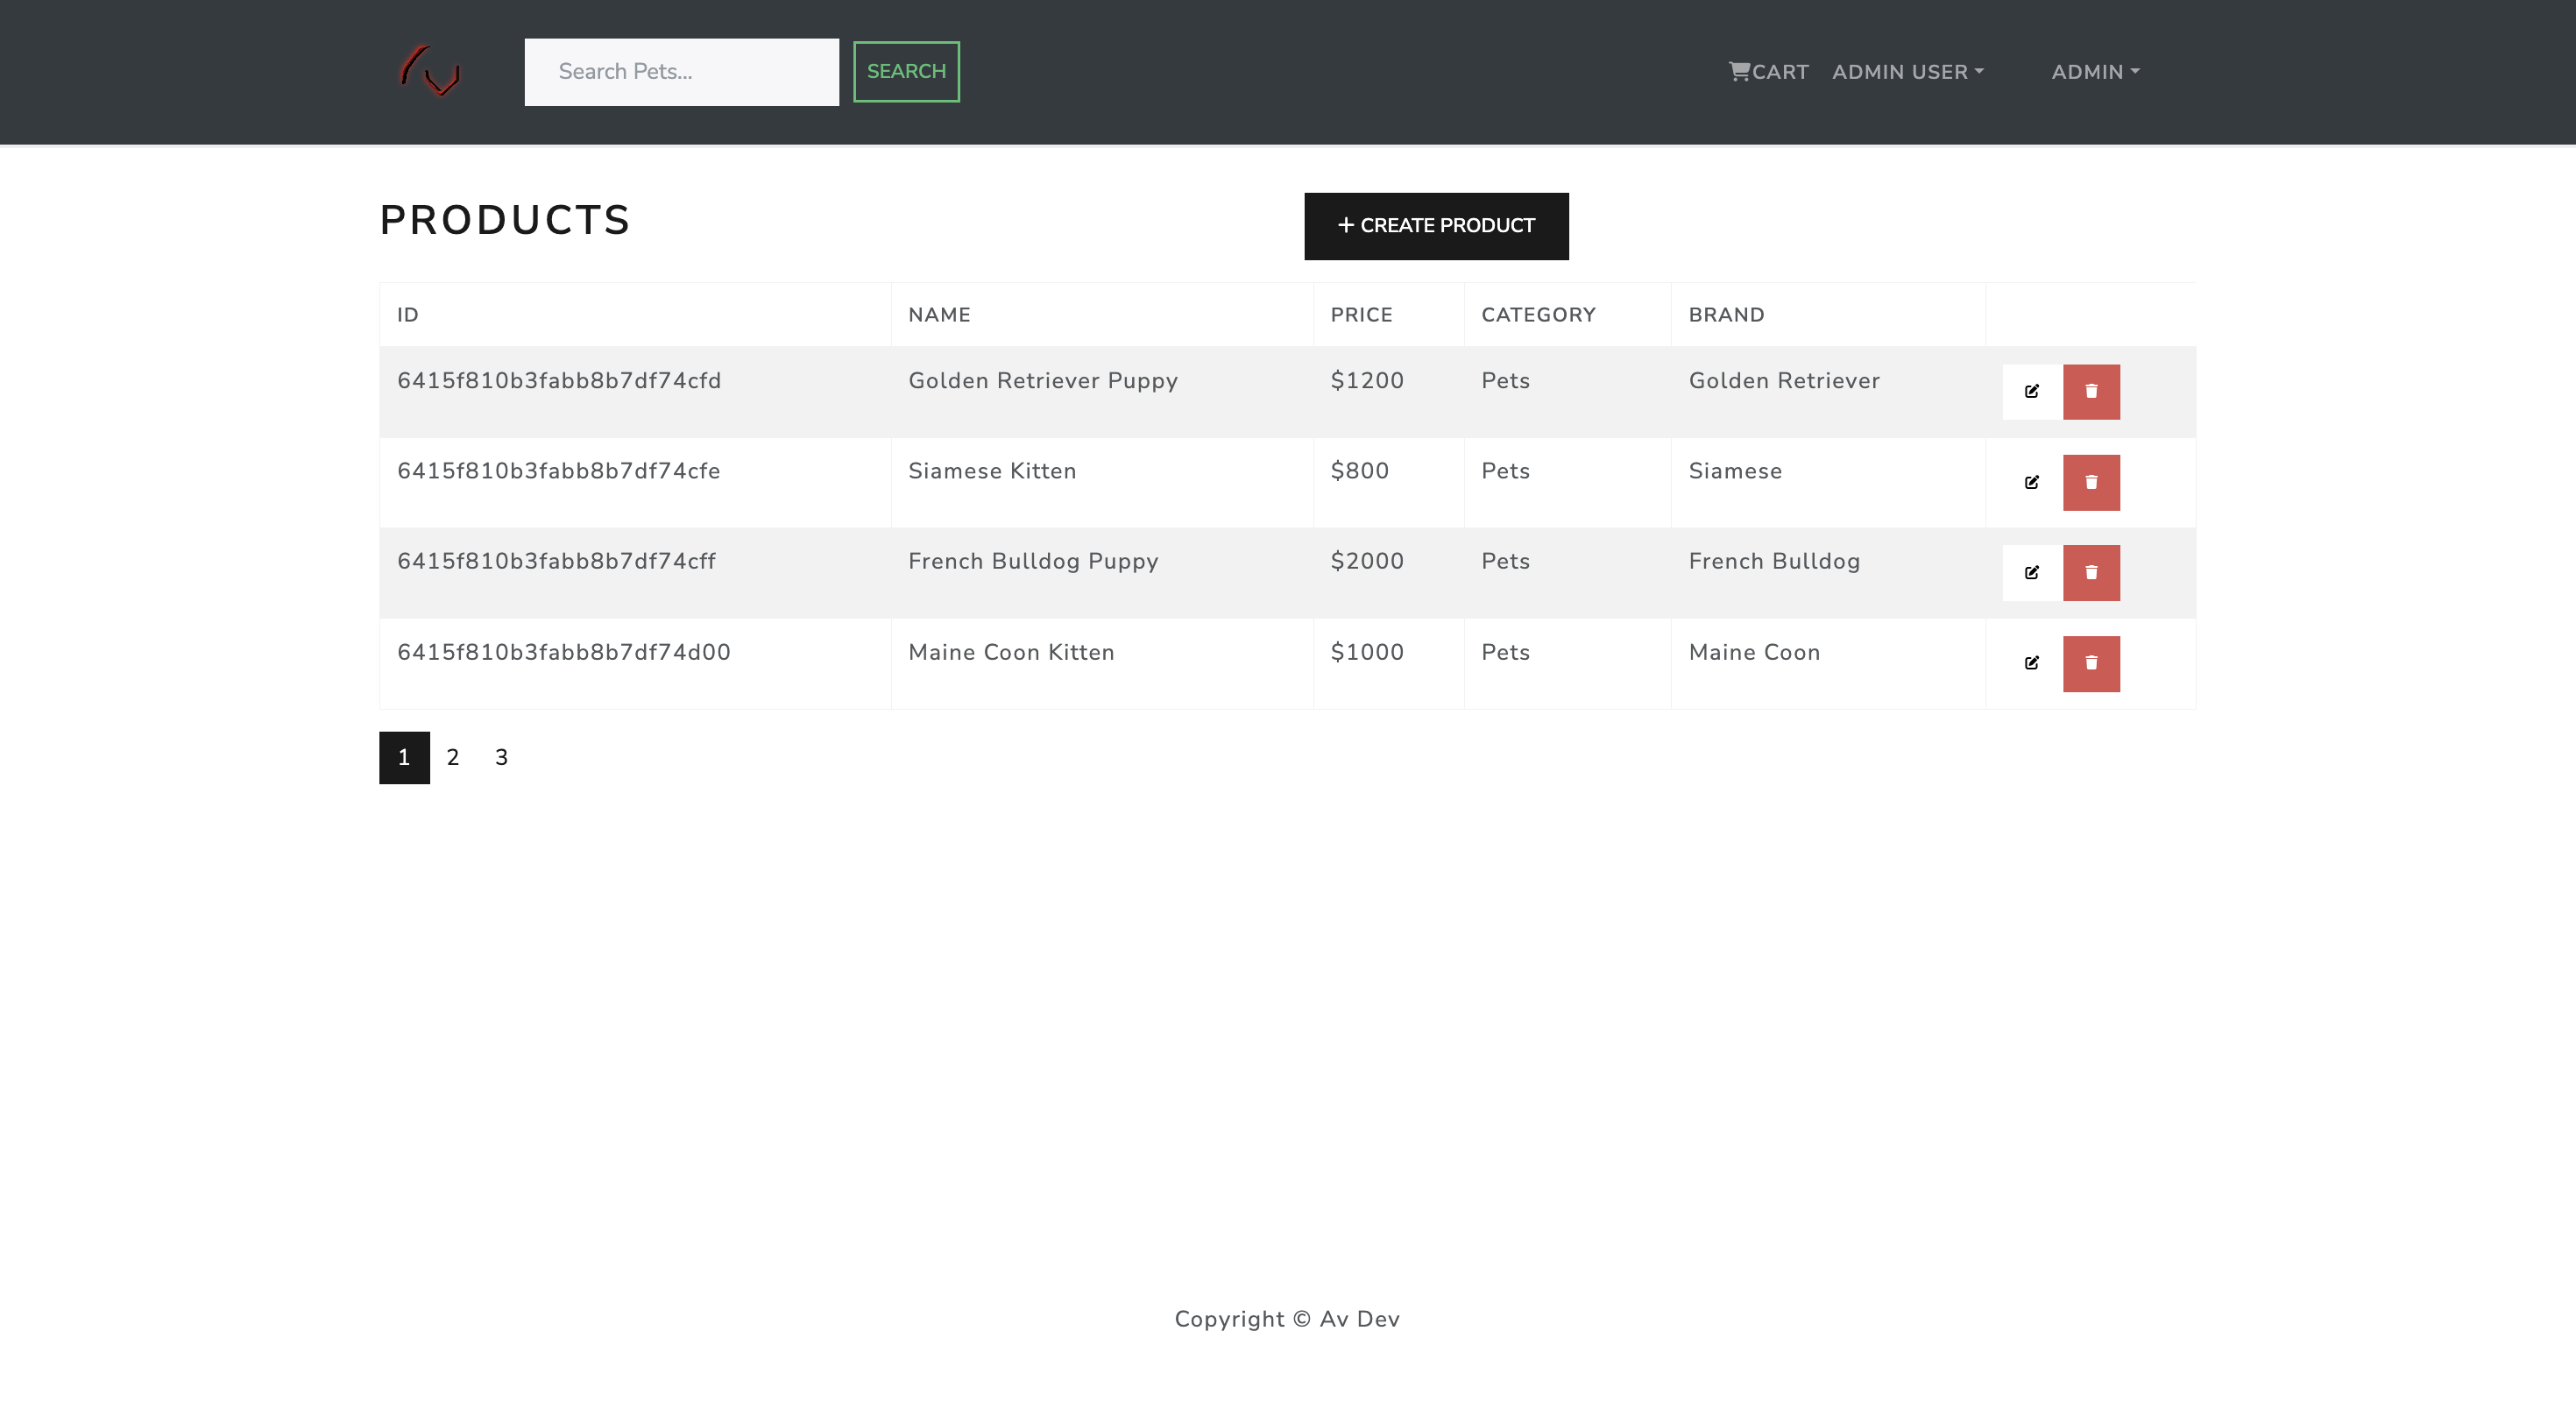 Search Pets... SEARCH CART ADMIN USER ADMIN
PRODUCTS + CREATE PRODUCT
ID NAME PRICE CATEGORY BRAND
6415f810b3fabb8b7df74cfd Golden Retriever Puppy $1200 Pets Golden Retriever
6415f810b3fabb8b7df74cfe Siamese Kitten $800 Pets Siamese
6415f810b3fabb8b7df74cff French Bulldog Puppy $2000 Pets French Bulldog
6415f810b3fabb8b7df74d00 Maine Coon Kitten $1000 Pets Maine Coon
1 2 3
Copyright © Av Dev